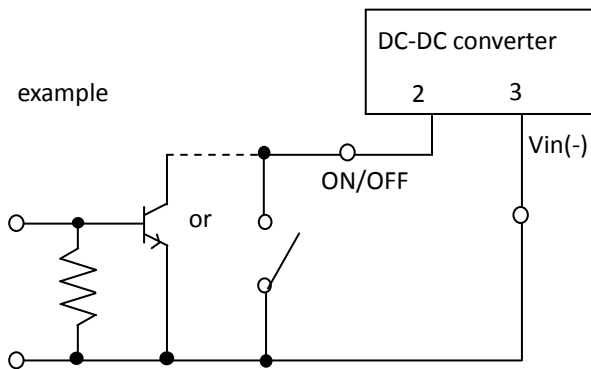 DC-DC converter
example
2 3
Vin(-)
ON/OFF
or